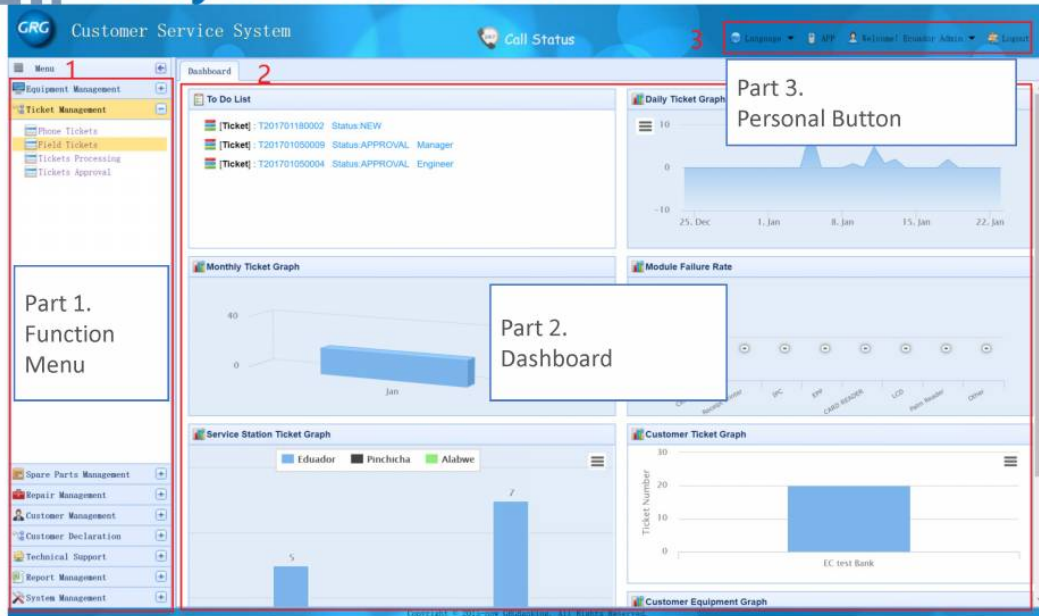 GRG Customer Service System
Call Status
3
Language
APP
Welcome! Ecuador Admin
Logout
Menu
1
Equipment Management
Ticket Management
Phone Tickets
Field Tickets
Tickets Processing
Tickets Approval
Part 1.
Function
Menu
Spare Parts Management
Repair Management
Customer Management
Customer Declaration
Technical Support
Report Management
System Management
Dashboard
2
To Do List
[Ticket] : T201701180002 Status:NEW
[Ticket] : T201701050009 Status:APPROVAL Manager
[Ticket] : T201701050004 Status:APPROVAL Engineer
Daily Ticket Graph
Part 3.
Personal Button
10
0
-10
25. Dec
1. Jan
8. Jan
15. Jan
22. Jan
Monthly Ticket Graph
40
0
Jan
Part 2.
Dashboard
Module Failure Rate
IPC
EPP
CARD READER
LCD
Palm Reader
Other
Service Station Ticket Graph
Eduador
Pinchicha
Alabwe
5
7
Customer Ticket Graph
Ticket Number
30
20
10
0
EC test Bank
Customer Equipment Graph